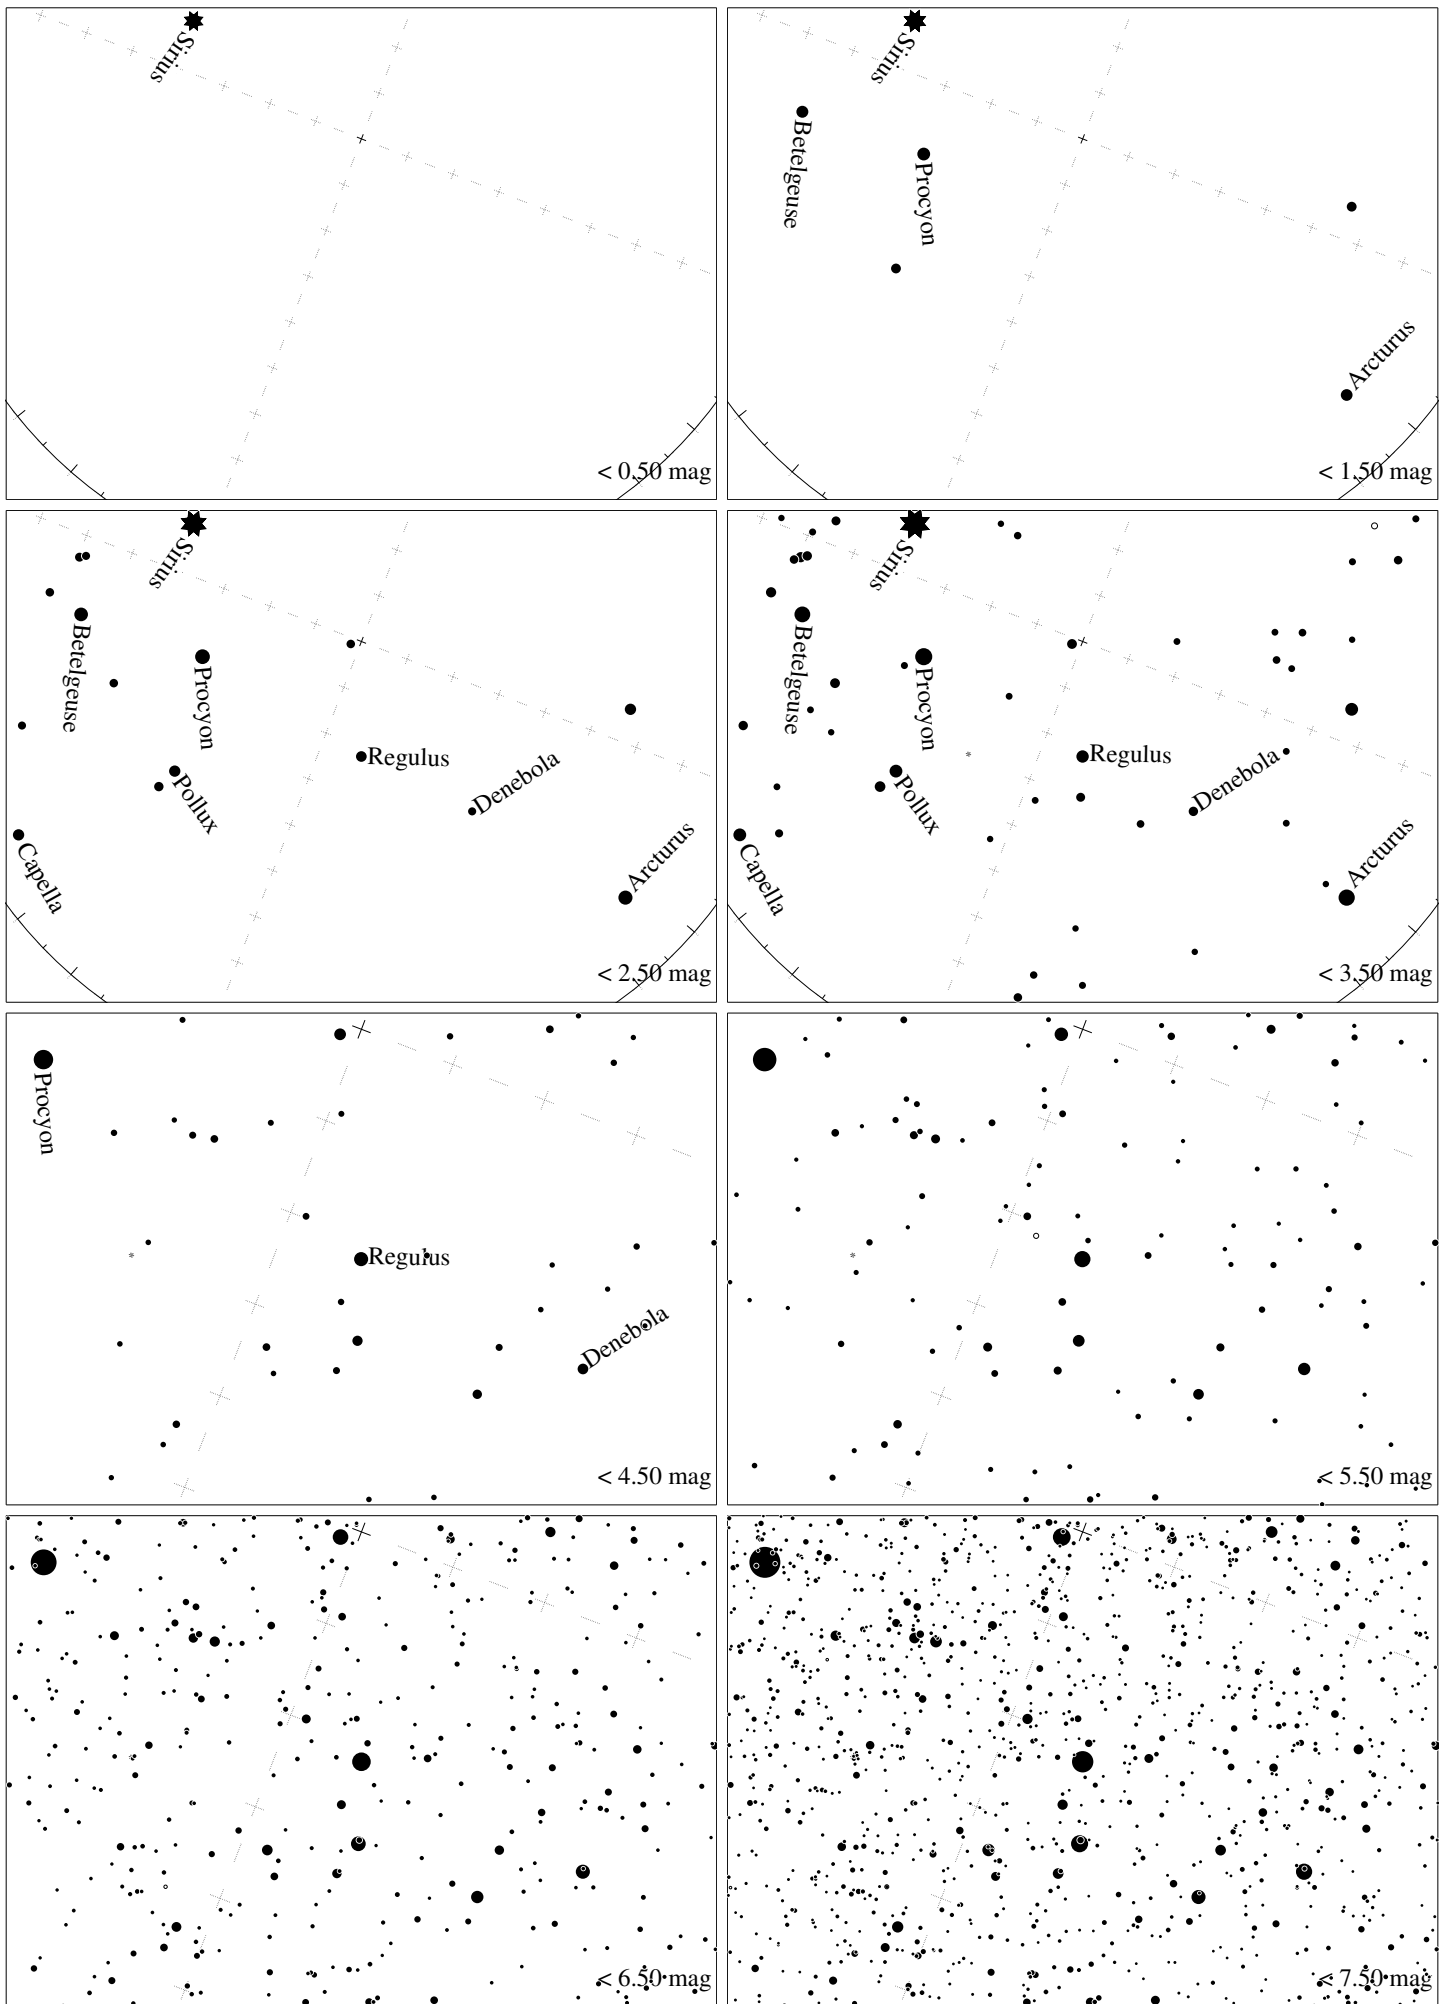 Sirius
< 0.50 mag
Sirius
Betelgeuse
Procyon
Arcturus
< 1.50 mag
Sirius
Betelgeuse
Procyon
Regulus
Denebola
Pollux
Arcturus
Capella
< 2.50 mag
Sirius
Betelgeuse
Procyon
Regulus
Denebola
Pollux
Arcturus
Capella
< 3.50 mag
Procyon
Regulus
Denebola
< 4.50 mag
< 5.50 mag
< 6.50 mag
< 7.50 mag